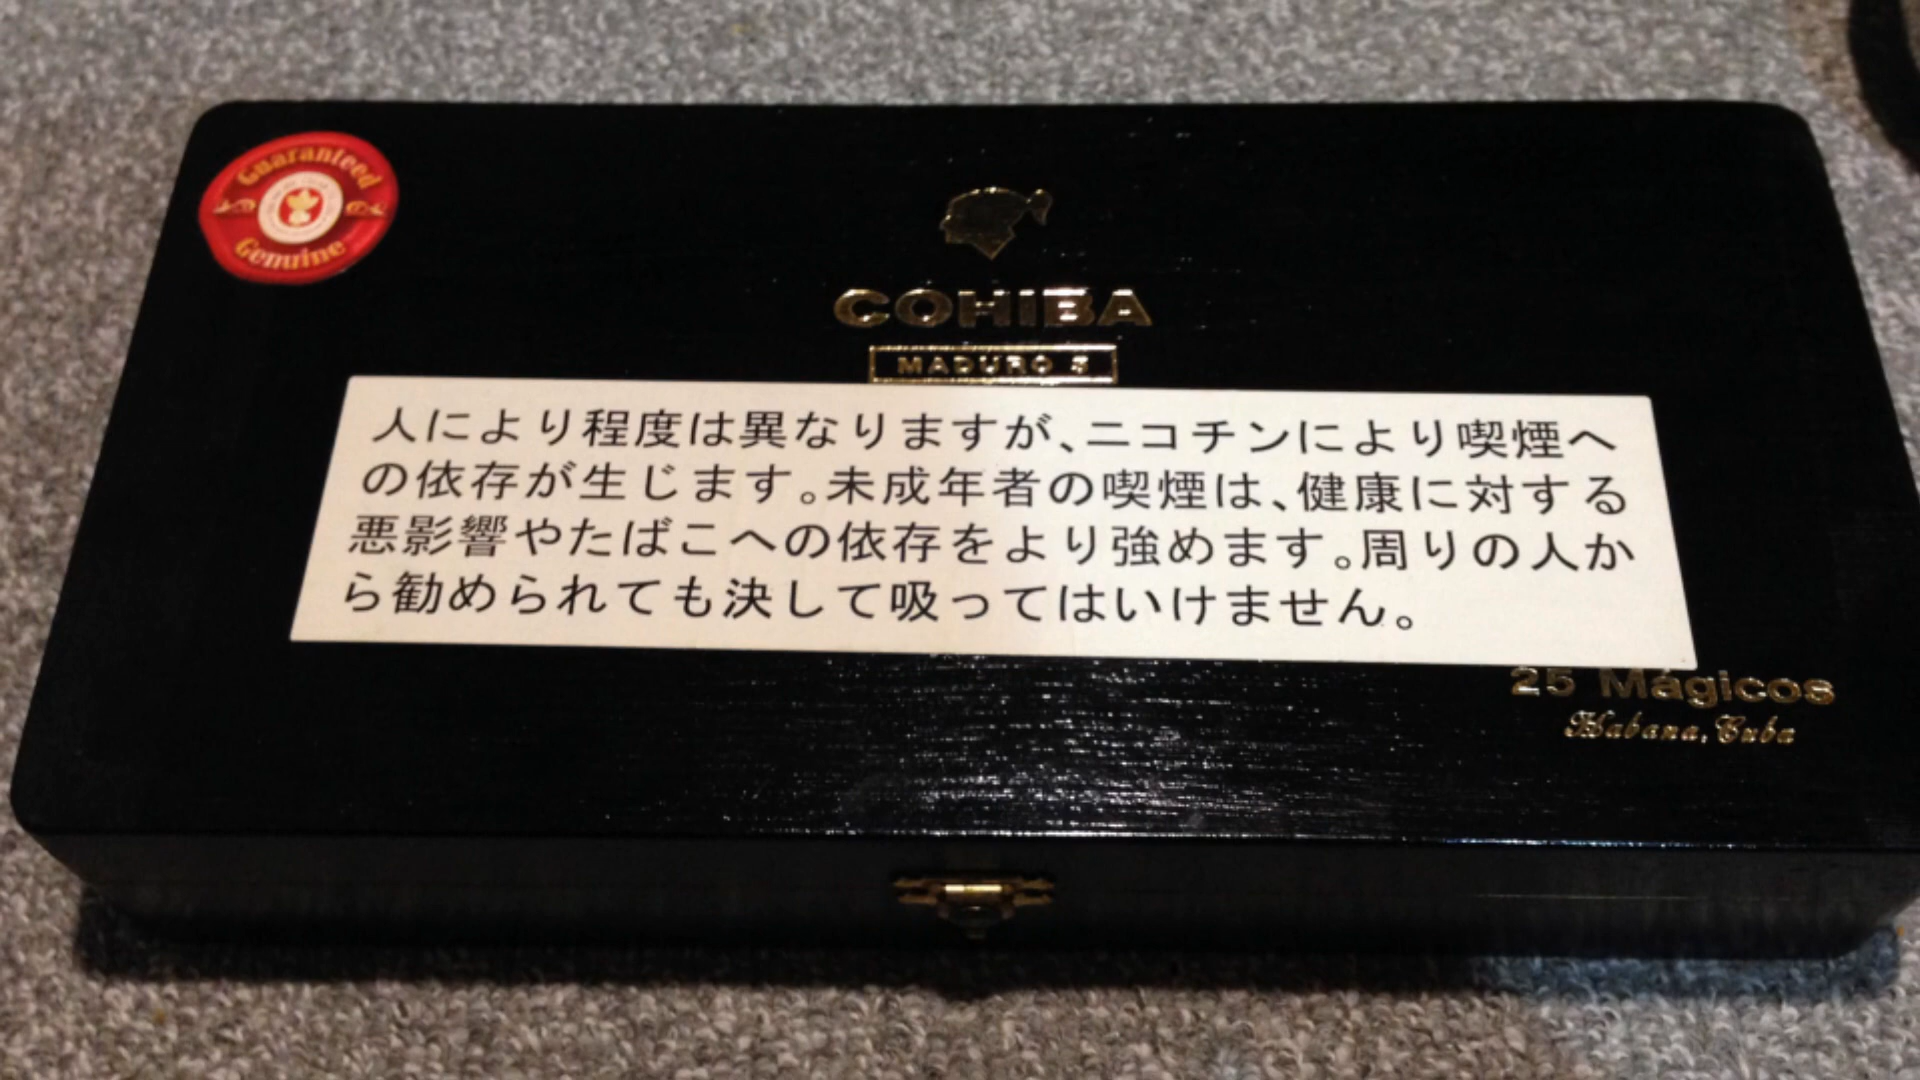 Guaranteed
Genuine
COHIBA
MADURO 5
人により程度は異なりますが、ニコチンにより喫煙へ
の依存が生じます。未成年者の喫煙は、健康に対する
悪影響やたばこへの依存をより強めます。周りの人か
ら勧められても決して吸ってはいけません。
25 Mágicos
Habana, Cuba